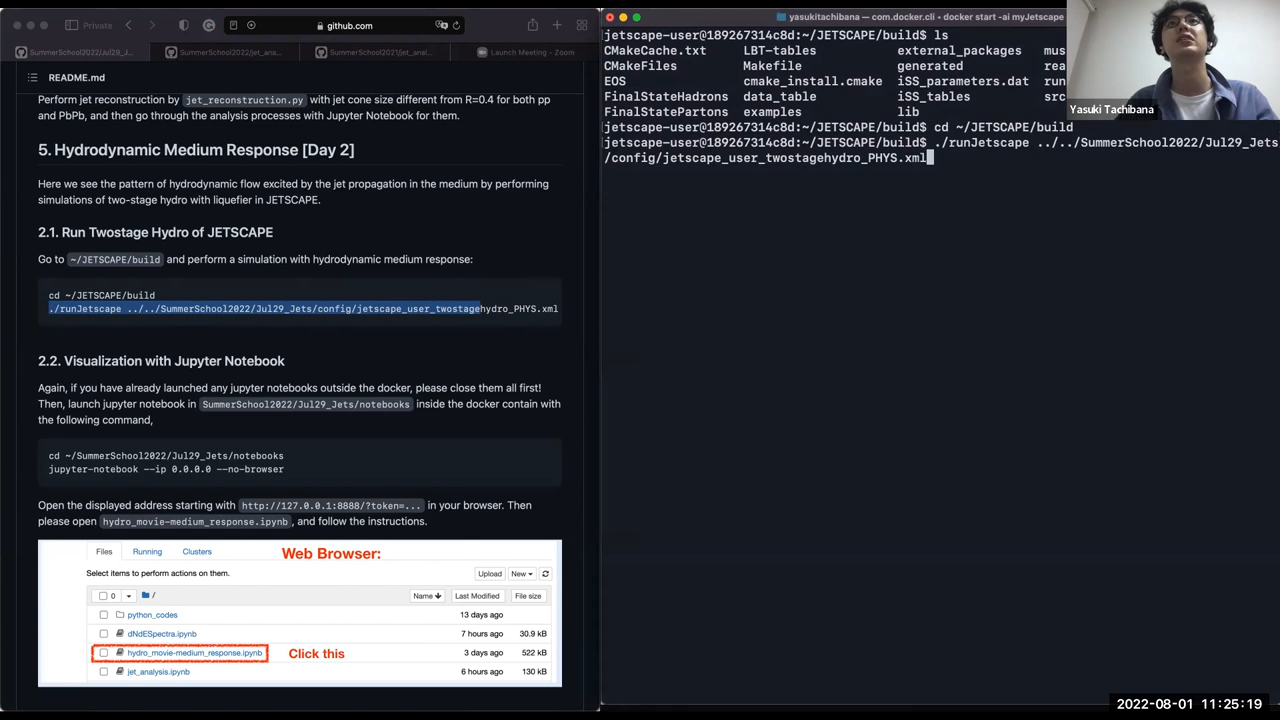 Private
github.com
SummerSchool2022/Jul29_J...
SummerSchool2022/jet_ana...
SummerSchool2021/jet_anal...
Launch Meeting - Zoom
README.md
Perform jet reconstruction by jet_reconstruction.py with jet cone size different from R=0.4 for both pp
and PbPb, and then go through the analysis processes with Jupyter Notebook for them.
5. Hydrodynamic Medium Response [Day 2]
Here we see the pattern of hydrodynamic flow excited by the jet propagation in the medium by performing
simulations of two-stage hydro with liquefier in JETSCAPE.
2.1. Run Twostage Hydro of JETSCAPE
Go to ~/JETSCAPE/build and perform a simulation with hydrodynamic medium response:
cd ~/JETSCAPE/build
./runJetscape ../../SummerSchool2022/Jul29_Jets/config/jetscape_user_twostagehydro_PHYS.xml
2.2. Visualization with Jupyter Notebook
Again, if you have already launched any jupyter notebooks outside the docker, please close them all first!
Then, launch jupyter notebook in SummerSchool2022/Jul29_Jets/notebooks inside the docker contain with
the following command,
cd ~/SummerSchool2022/Jul29_Jets/notebooks
jupyter-notebook --ip 0.0.0.0 --no-browser
Open the displayed address starting with http://127.0.0.1:8888/?token=... in your browser. Then
please open hydro_movie-medium_response.ipynb, and follow the instructions.
Files Running Clusters Web Browser:
Select items to perform actions on them.
Upload New
0 / Name Last Modified File size
python_codes 13 days ago
dNdESpectra.ipynb 7 hours ago 30.9 kB
hydro_movie-medium_response.ipynb Click this 3 days ago 522 kB
jet_analysis.ipynb 6 hours ago 130 kB
yasukitachibana — com.docker.cli ‹ docker start -ai myJetscape
jetscape-user@189267314c8d:~/JETSCAPE/build$ ls
CMakeCache.txt LBT-tables external_packages mus
CMakeFiles Makefile generated rea
EOS cmake_install.cmake iSS_parameters.dat run
FinalStateHadrons data_table iSS_tables src
FinalStatePartons examples lib
jetscape-user@189267314c8d:~/JETSCAPE/build$ cd ~/JETSCAPE/build
jetscape-user@189267314c8d:~/JETSCAPE/build$ ./runJetscape ../../SummerSchool2022/Jul29_Jets
/config/jetscape_user_twostagehydro_PHYS.xml
Yasuki Tachibana
2022-08-01 11:25:19